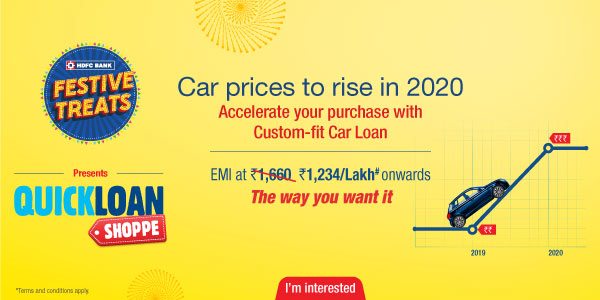 HDFC BANK
FESTIVE
TREATS
Presents
QUICKLOAN
SHOPPE
*Terms and conditions apply.
Car prices to rise in 2020
Accelerate your purchase with
Custom-fit Car Loan
EMI at ₹1,660 ₹1,234/Lakh# onwards
The way you want it
₹₹₹
₹₹
2019 2020
I'm interested